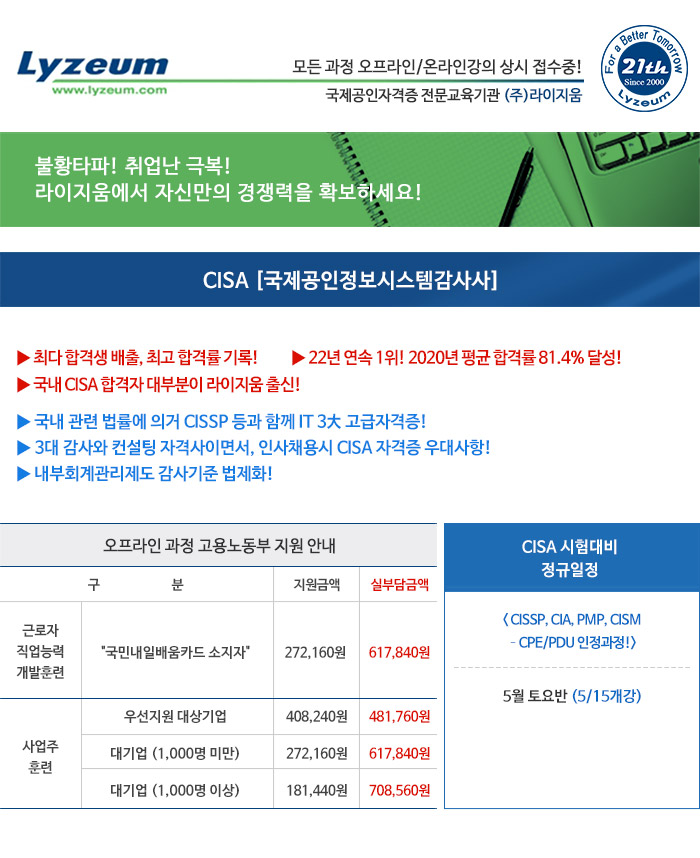 Lyzeum
www.lyzeum.com
모든 과정 오프라인/온라인강의 상시 접수중!
국제공인자격증 전문교육기관 (주)라이지움
For a Better Tomorrow
21th
Since 2000
Lyzeum
불황타파! 취업난 극복!
라이지움에서 자신만의 경쟁력을 확보하세요!
CISA [국제공인정보시스템감사사]
▶ 최다 합격생 배출, 최고 합격률 기록! ▶ 22년 연속 1위! 2020년 평균 합격률 81.4% 달성!
▶ 국내 CISA 합격자 대부분이 라이지움 출신!
▶ 국내 관련 법률에 의거 CISSP 등과 함께 IT 3大 고급자격증!
▶ 3대 감사와 컨설팅 자격사이면서, 인사채용시 CISA 자격증 우대사항!
▶ 내부회계관리제도 감사기준 법제화!
오프라인 과정 고용노동부 지원 안내
구 분 지원금액 실부담금액
근로자
직업능력
개발훈련
"국민내일배움카드 소지자" 272,160원 617,840원
사업주
훈련
우선지원 대상기업 408,240원 481,760원
대기업 (1,000명 미만) 272,160원 617,840원
대기업 (1,000명 이상) 181,440원 708,560원
CISA 시험대비
정규일정
< CISSP, CIA, PMP, CISM
- CPE/PDU 인정과정!>
5월 토요반 (5/15개강)